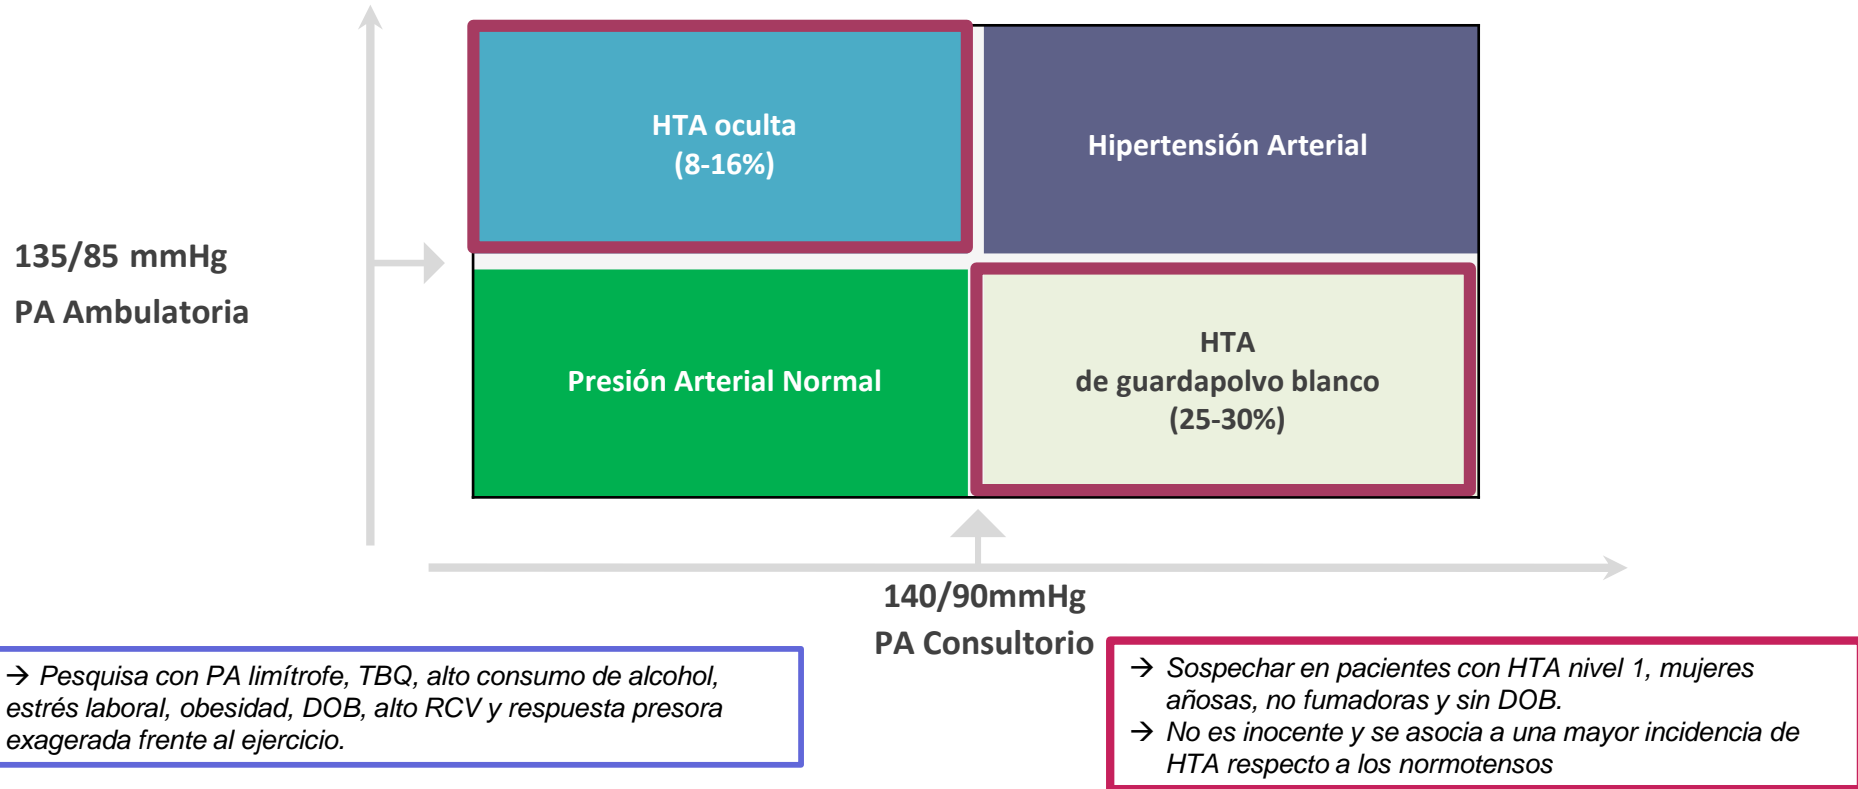 HTA oculta
(8-16%)
Hipertensión Arterial
135/85 mmHg
PA Ambulatoria
Presión Arterial Normal
HTA
de guardapolvo blanco
(25-30%)
140/90mmHg
PA Consultorio
→ Pesquisa con PA limítrofe, TBQ, alto consumo de alcohol,
estrés laboral, obesidad, DOB, alto RCV y respuesta presora
exagerada frente al ejercicio.
→ Sospechar en pacientes con HTA nivel 1, mujeres
añosas, no fumadoras y sin DOB.
→ No es inocente y se asocia a una mayor incidencia de
HTA respecto a los normotensos